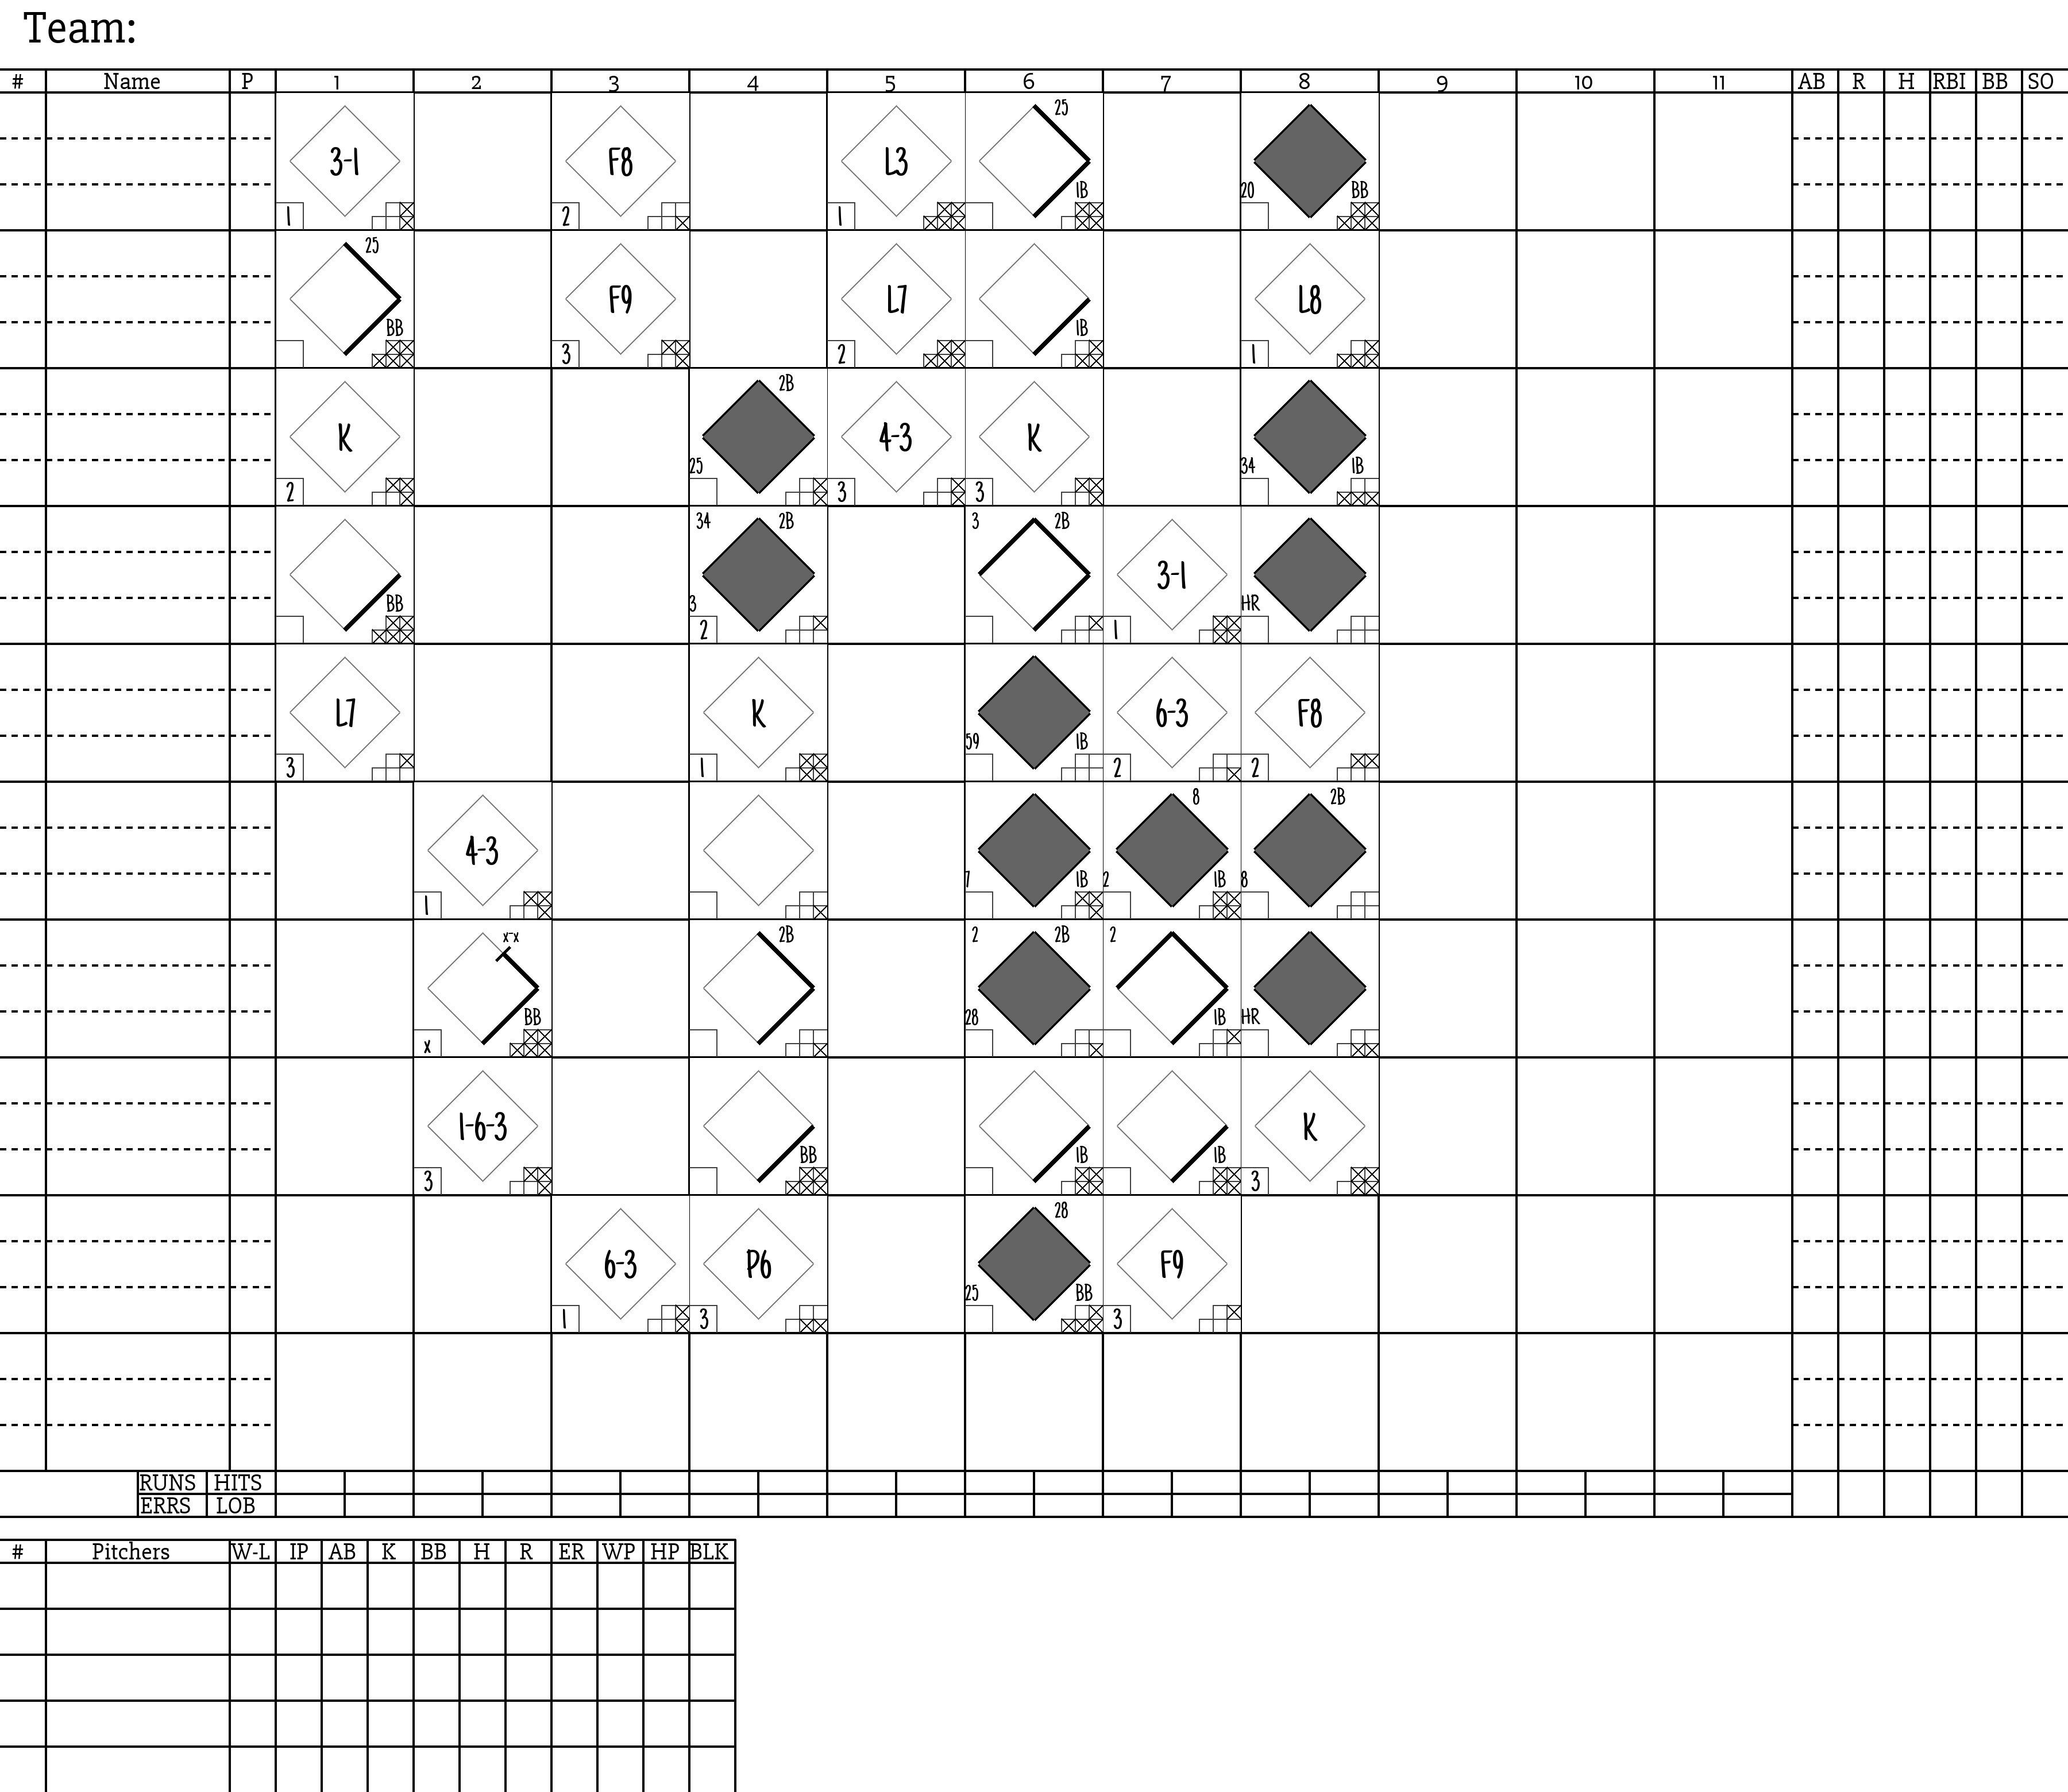 Team:
# Name P 1 2 3 4 5 6 7 8 9 10 11 AB R H RBI BB SO
25
3-1 F8 L3
20 BB
1B
1 2 1
25
F9 L7 L8
BB 1B
3 2 1
2B
K 4-3 K
25 34 1B
2 3 3
34 2B 3 2B
3-1
BB 3 HR
2 1
L7 K 6-3 F8
59 1B
3 1 2 2
8 2B
4-3
7 1B 2 1B 8
1
x-x 2B 2 2B 2
BB 28 1B HR
x
1-6-3 K
BB 1B 1B
3 3
28
6-3 P6 F9
25 BB
1 3 3
RUNS HITS
ERRS LOB
# Pitchers W-L IP AB K BB H R ER WP HP BLK